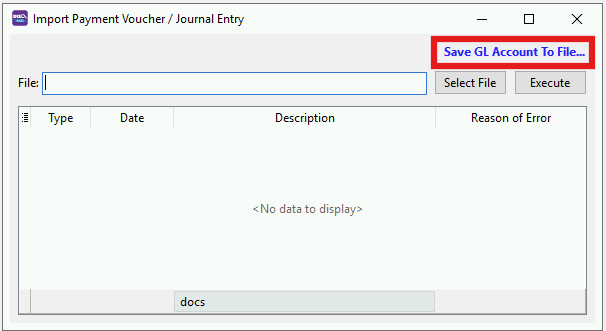 Import Payment Voucher / Journal Entry
Save GL Account To File...
File:
Select File
Execute
Type
Date
Description
Reason of Error
<No data to display>
docs